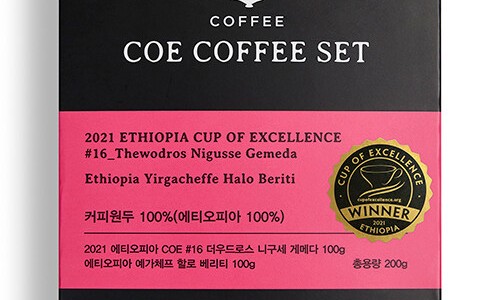 COFFEE
COE COFFEE SET
2021 ETHIOPIA CUP OF EXCELLENCE
#16_Thewodros Nigusse Gemeda
Ethiopia Yirgacheffe Halo Beriti
커피원두 100%(에티오피아 100%)
2021 에티오피아 COE #16 더우드로스 니구세 게메다 100g
에티오피아 예가체프 할로 베리티 100g
총용량 200g
CUP OF EXCELLENCE
cupofexcellence.org
WINNER
2021
ETHIOPIA